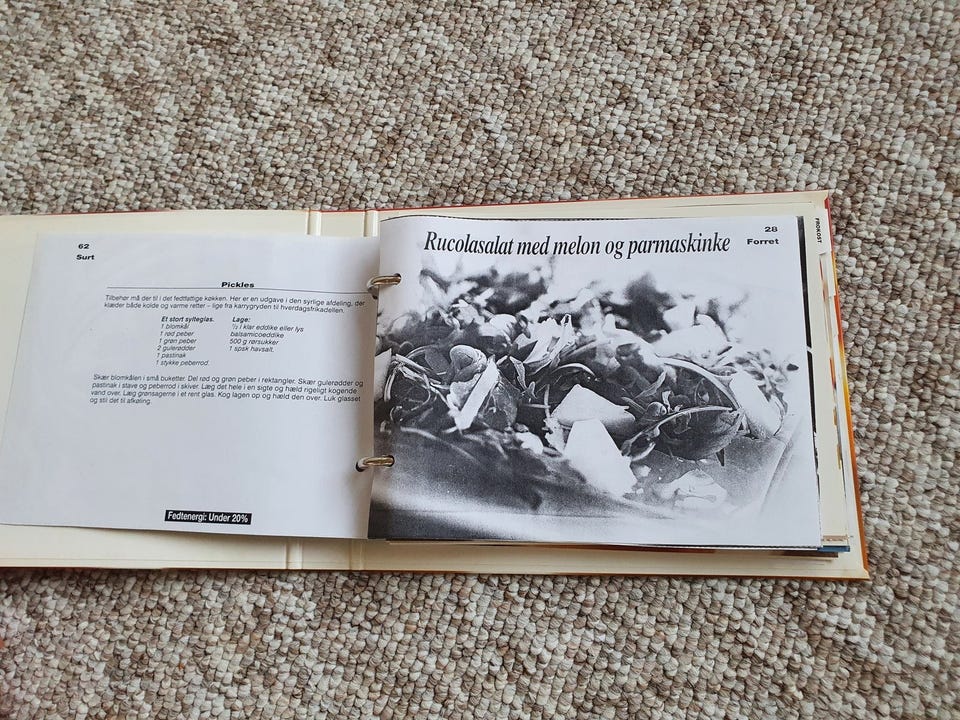 62
Surt
Pickles
Tilbehør må der til i det fedtfattige køkken. Her er en udgave i den syrlige afdeling, der
klæder både kolde og varme retter – lige fra karrygryden til hverdagsfrikadellen.
Et stort sylteglas.
1 blomkål
1 rød peber
1 grøn peber
2 gulerødder
1 pastinak
1 stykke peberrod.
Lage:
½ l klar eddike eller lys
balsamicoeddike
500 g rørsukker
1 spsk havsalt.
Skær blomkålen i små buketter. Del rød og grøn peber i rektangler. Skær gulerødder og
pastinak i stave og peberrod i skiver. Læg det hele i en sigte og hæld rigeligt kogende
vand over. Læg grønsagerne i et rent glas. Kog lagen op og hæld den over. Luk glasset
og stil det til afkøling.
Fedtenergi: Under 20%
Rucolasalat med melon og parmaskinke
28
Forret
FROKOST